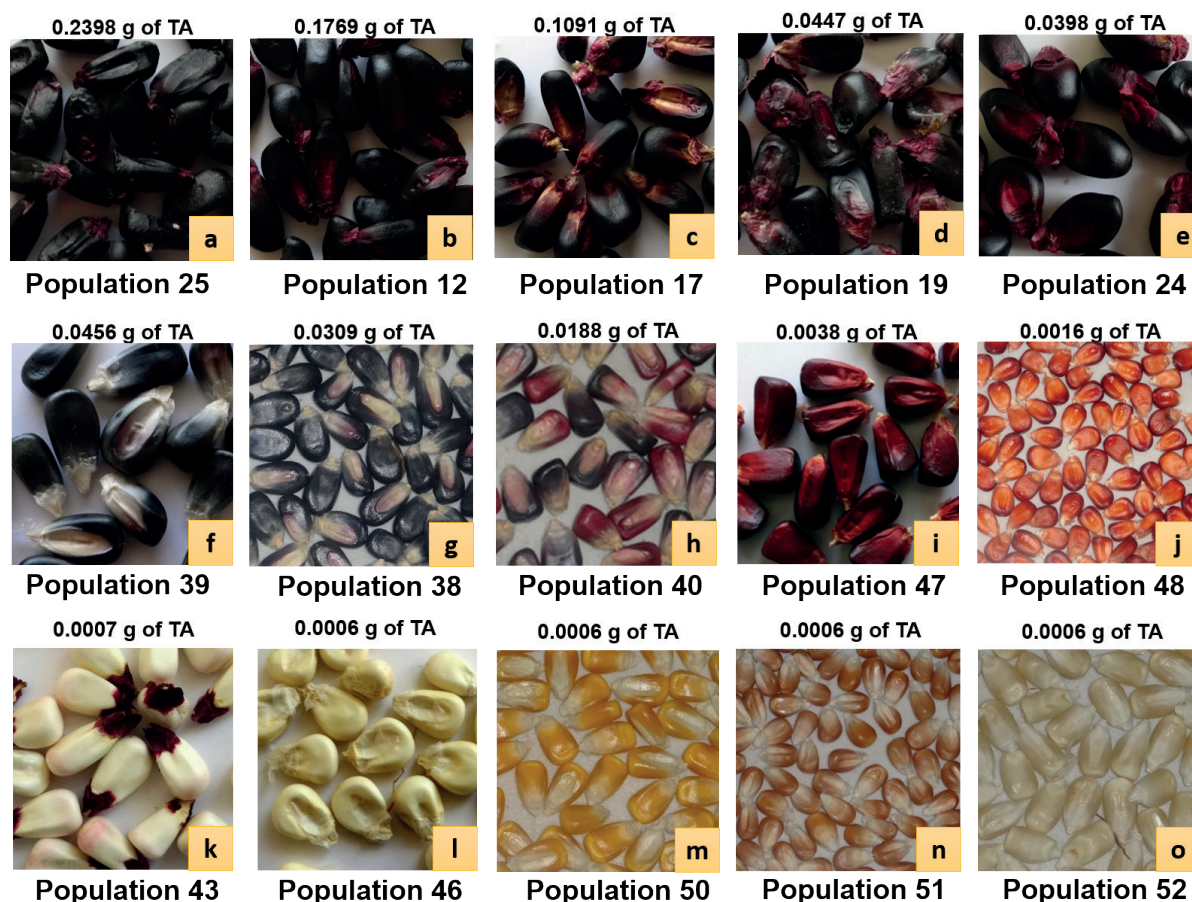 0.2398 g of TA
0.1769 g of TA
0.1091 g of TA
0.0447 g of TA
0.0398 g of TA
a
b
c
d
e
Population 25
Population 12
Population 17
Population 19
Population 24
0.0456 g of TA
0.0309 g of TA
0.0188 g of TA
0.0038 g of TA
0.0016 g of TA
f
g
h
i
j
Population 39
Population 38
Population 40
Population 47
Population 48
0.0007 g of TA
0.0006 g of TA
0.0006 g of TA
0.0006 g of TA
0.0006 g of TA
k
l
m
n
o
Population 43
Population 46
Population 50
Population 51
Population 52